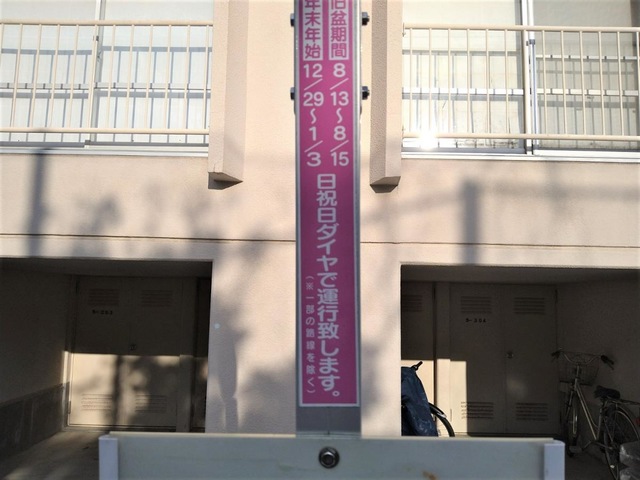 旧盆期間 8/13～8/15
年末年始 12/29～1/3
日祝日ダイヤで運行致します。
(※一部の路線を除く)